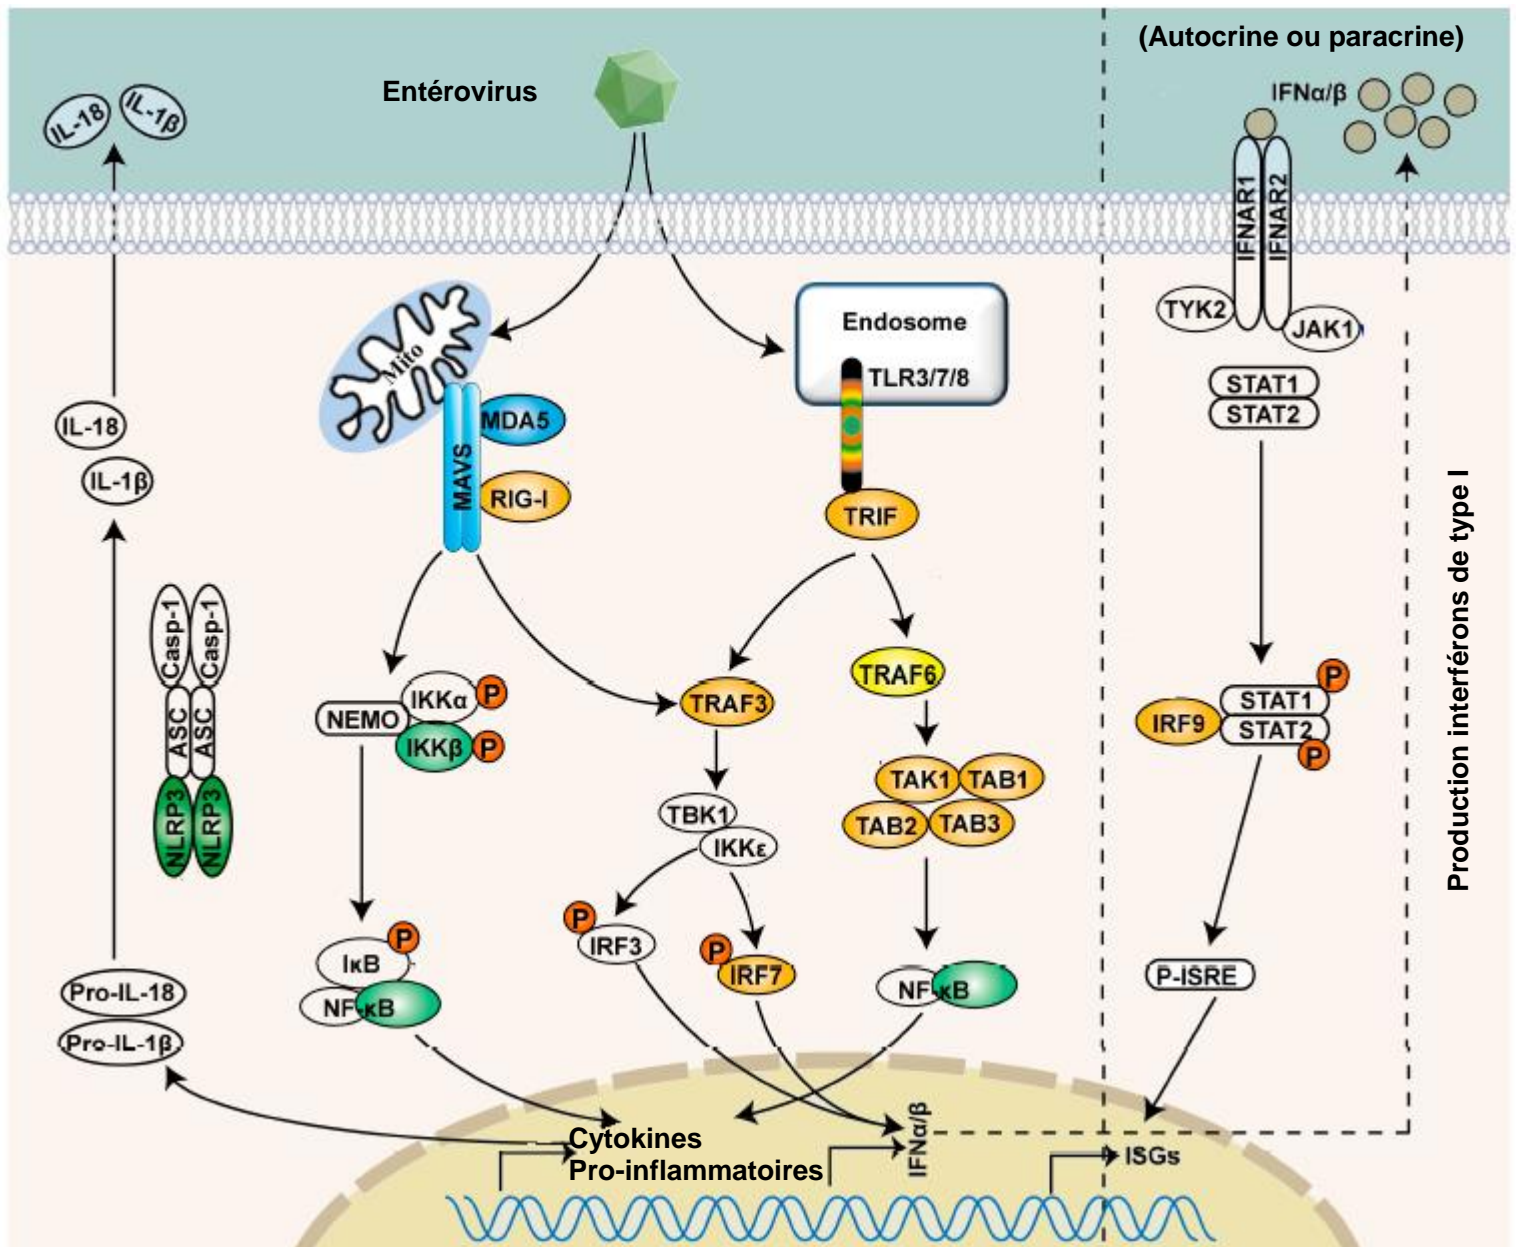 (Autocrine ou paracrine)
Entérovirus
IL-18
IL-1β
IFNα/β
IFNAR1
IFNAR2
TYK2
JAK1
Mito
Endosome
TLR3/7/8
MDA5
MAVS
RIG-I
TRIF
STAT1
STAT2
IL-18
IL-1β
Casp-1
Casp-1
ASC
ASC
NLRP3
NLRP3
NEMO
IKKα
P
IKKβ
P
TRAF3
TRAF6
TAK1
TAB1
TAB2
TAB3
TBK1
IKKε
P
IRF3
P
IRF7
P
IκB
NF-κB
NF-κB
IRF9
STAT1
P
STAT2
P
P-ISRE
Production interférons de type I
Pro-IL-18
Pro-IL-1β
Cytokines
Pro-inflammatoires
IFNα/β
ISGs